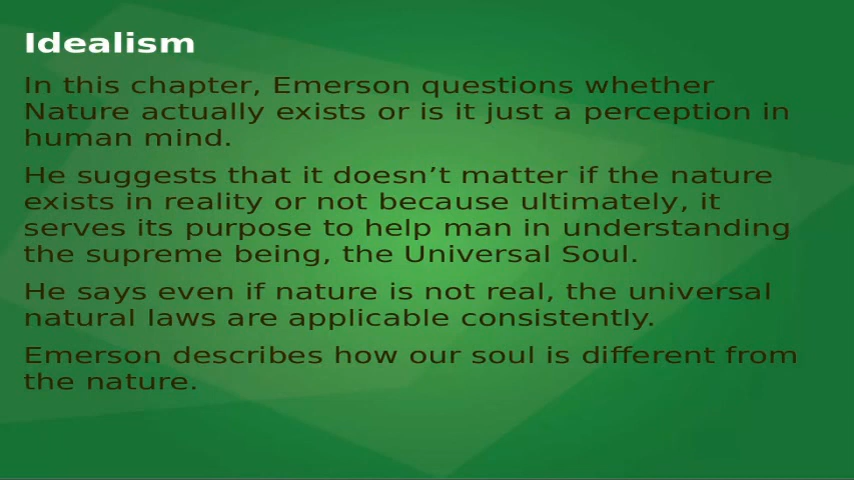 Idealism
In this chapter, Emerson questions whether
Nature actually exists or is it just a perception in
human mind.
He suggests that it doesn’t matter if the nature
exists in reality or not because ultimately, it
serves its purpose to help man in understanding
the supreme being, the Universal Soul.
He says even if nature is not real, the universal
natural laws are applicable consistently.
Emerson describes how our soul is different from
the nature.